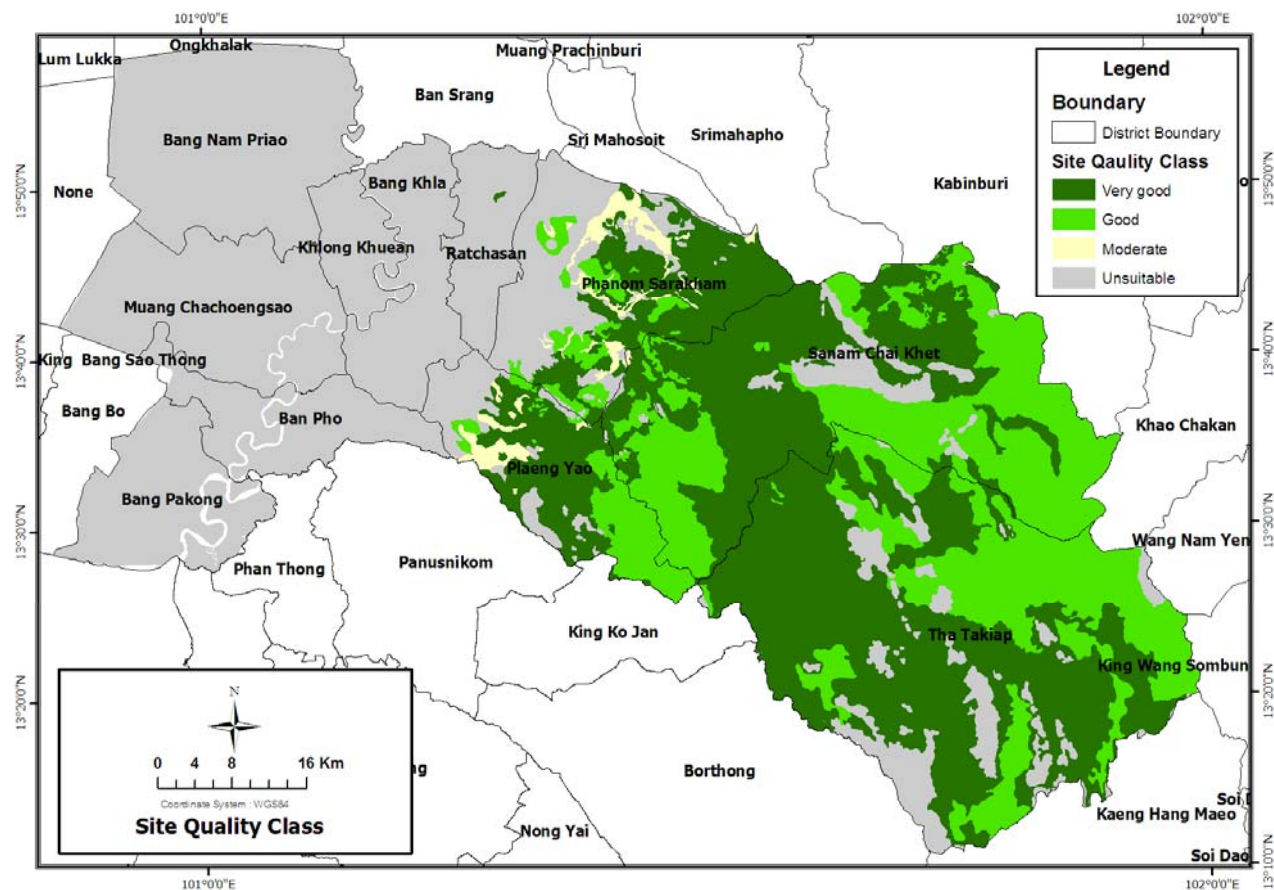 101°0'0"E
102°0'0"E
Ongkhalak
Lum Lukka
Muang Prachinburi
Ban Srang
Sri Mahosoit
Srimahapho
Bang Nam Priao
Kabinburi
None
Bang Khla
Khlong Khuean
Ratchasan
Phanom Sarakham
Muang Chachoengsao
Sanam Chai Khet
King Bang Sao Thong
Bang Bo
Ban Pho
Khao Chakan
Plaeng Yao
Bang Pakong
Wang Nam Yen
Phan Thong
Panusnikom
King Ko Jan
Tha Takiap
King Wang Sombun
Borthong
ng
Nong Yai
Kaeng Hang Maeo
Soi D
Soi Dao
Legend
Boundary
District Boundary
Site Qaulity Class
Very good
Good
Moderate
Unsuitable
13°50'0"N
13°40'0"N
13°30'0"N
13°20'0"N
13°50'0"N
13°40'0"N
13°30'0"N
13°20'0"N
13°10'0"N
N
0 4 8 16 Km
Coordinate System : WGS84
Site Quality Class
101°0'0"E
102°0'0"E